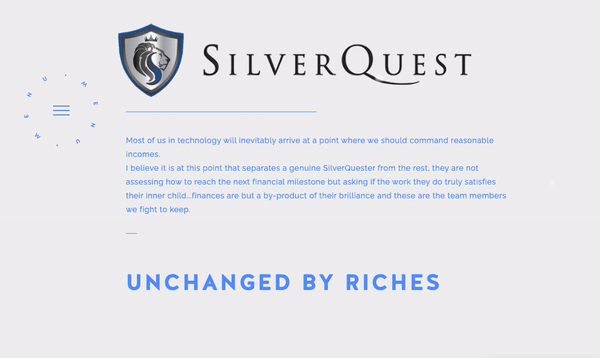 SILVERQUEST
MENU • MENU •
Most of us in technology will inevitably arrive at a point where we should command reasonable
incomes.
I believe it is at this point that separates a genuine SilverQuester from the rest, they are not
assessing how to reach the next financial milestone but asking if the work they do truly satisfies
their inner child...finances are but a by-product of their brilliance and these are the team members
we fight to keep.
UNCHANGED BY RICHES